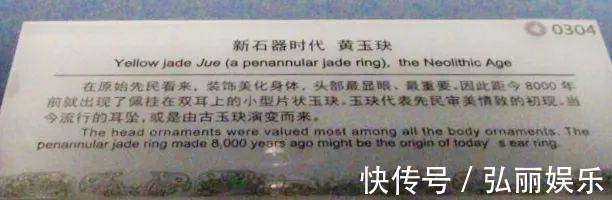 0304
新石器时代 黄玉玦
Yellow jade Jue (a penannular jade ring), the Neolithic Age
在原始先民看来，装饰美化身体，头部最显眼、最重要。因此距今8000年
前就出现了佩挂在双耳上的小型片状玉玦。玉玦代表先民审美情致的初现。当
今流行的耳坠，或是由古玉玦演变而来。
The head ornaments were valued most among all the body ornaments. The
penannular jade ring made 8,000 years ago might be the origin of today's ear ring.
快传号 / 弘丽娱乐